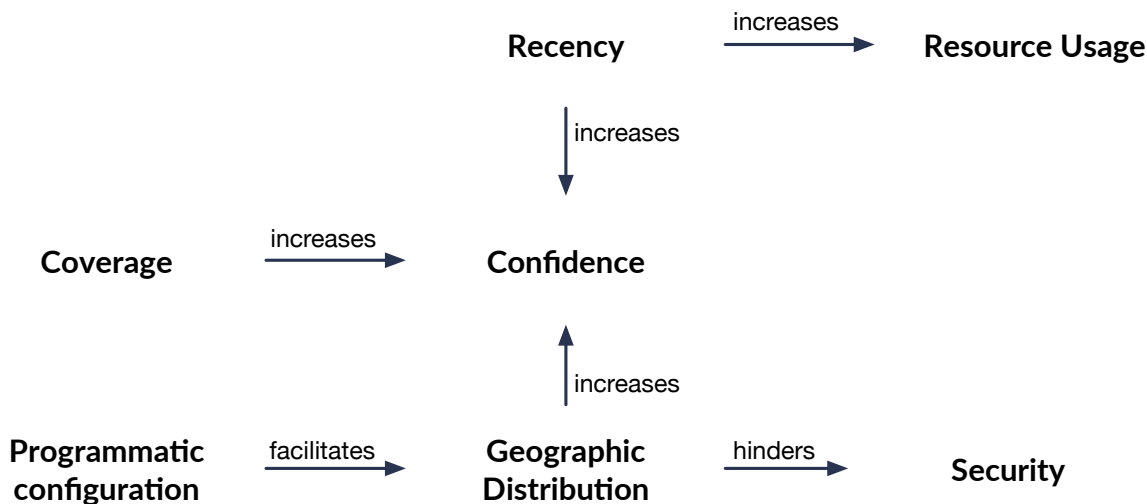 increases
Recency
Resource Usage
increases
increases
Coverage
Confidence
increases
Programmatic
configuration
facilitates
Geographic
Distribution
hinders
Security